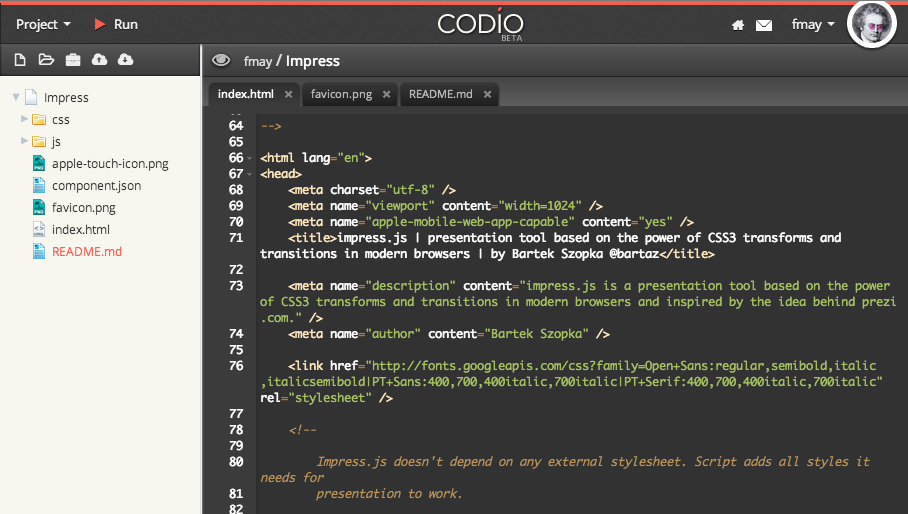 Project
Run
CODIO
BETA
fmay
fmay / Impress
index.html
favicon.png
README.md
Impress
css
js
apple-touch-icon.png
component.json
favicon.png
index.html
README.md
64 -->
65
66 <html lang="en">
67 <head>
68 <meta charset="utf-8" />
69 <meta name="viewport" content="width=1024" />
70 <meta name="apple-mobile-web-app-capable" content="yes" />
71 <title>impress.js | presentation tool based on the power of CSS3 transforms and
transitions in modern browsers | by Bartek Szopka @bartaz</title>
72
73 <meta name="description" content="impress.js is a presentation tool based on the power
of CSS3 transforms and transitions in modern browsers and inspired by the idea behind prezi
.com." />
74 <meta name="author" content="Bartek Szopka" />
75
76 <link href="http://fonts.googleapis.com/css?family=Open+Sans:regular,semibold,italic
,italicsemibold|PT+Sans:400,700,400italic,700italic|PT+Serif:400,700,400italic,700italic"
rel="stylesheet" />
77
78 <!--
79
80 Impress.js doesn't depend on any external stylesheet. Script adds all styles it
needs for
81 presentation to work.
82